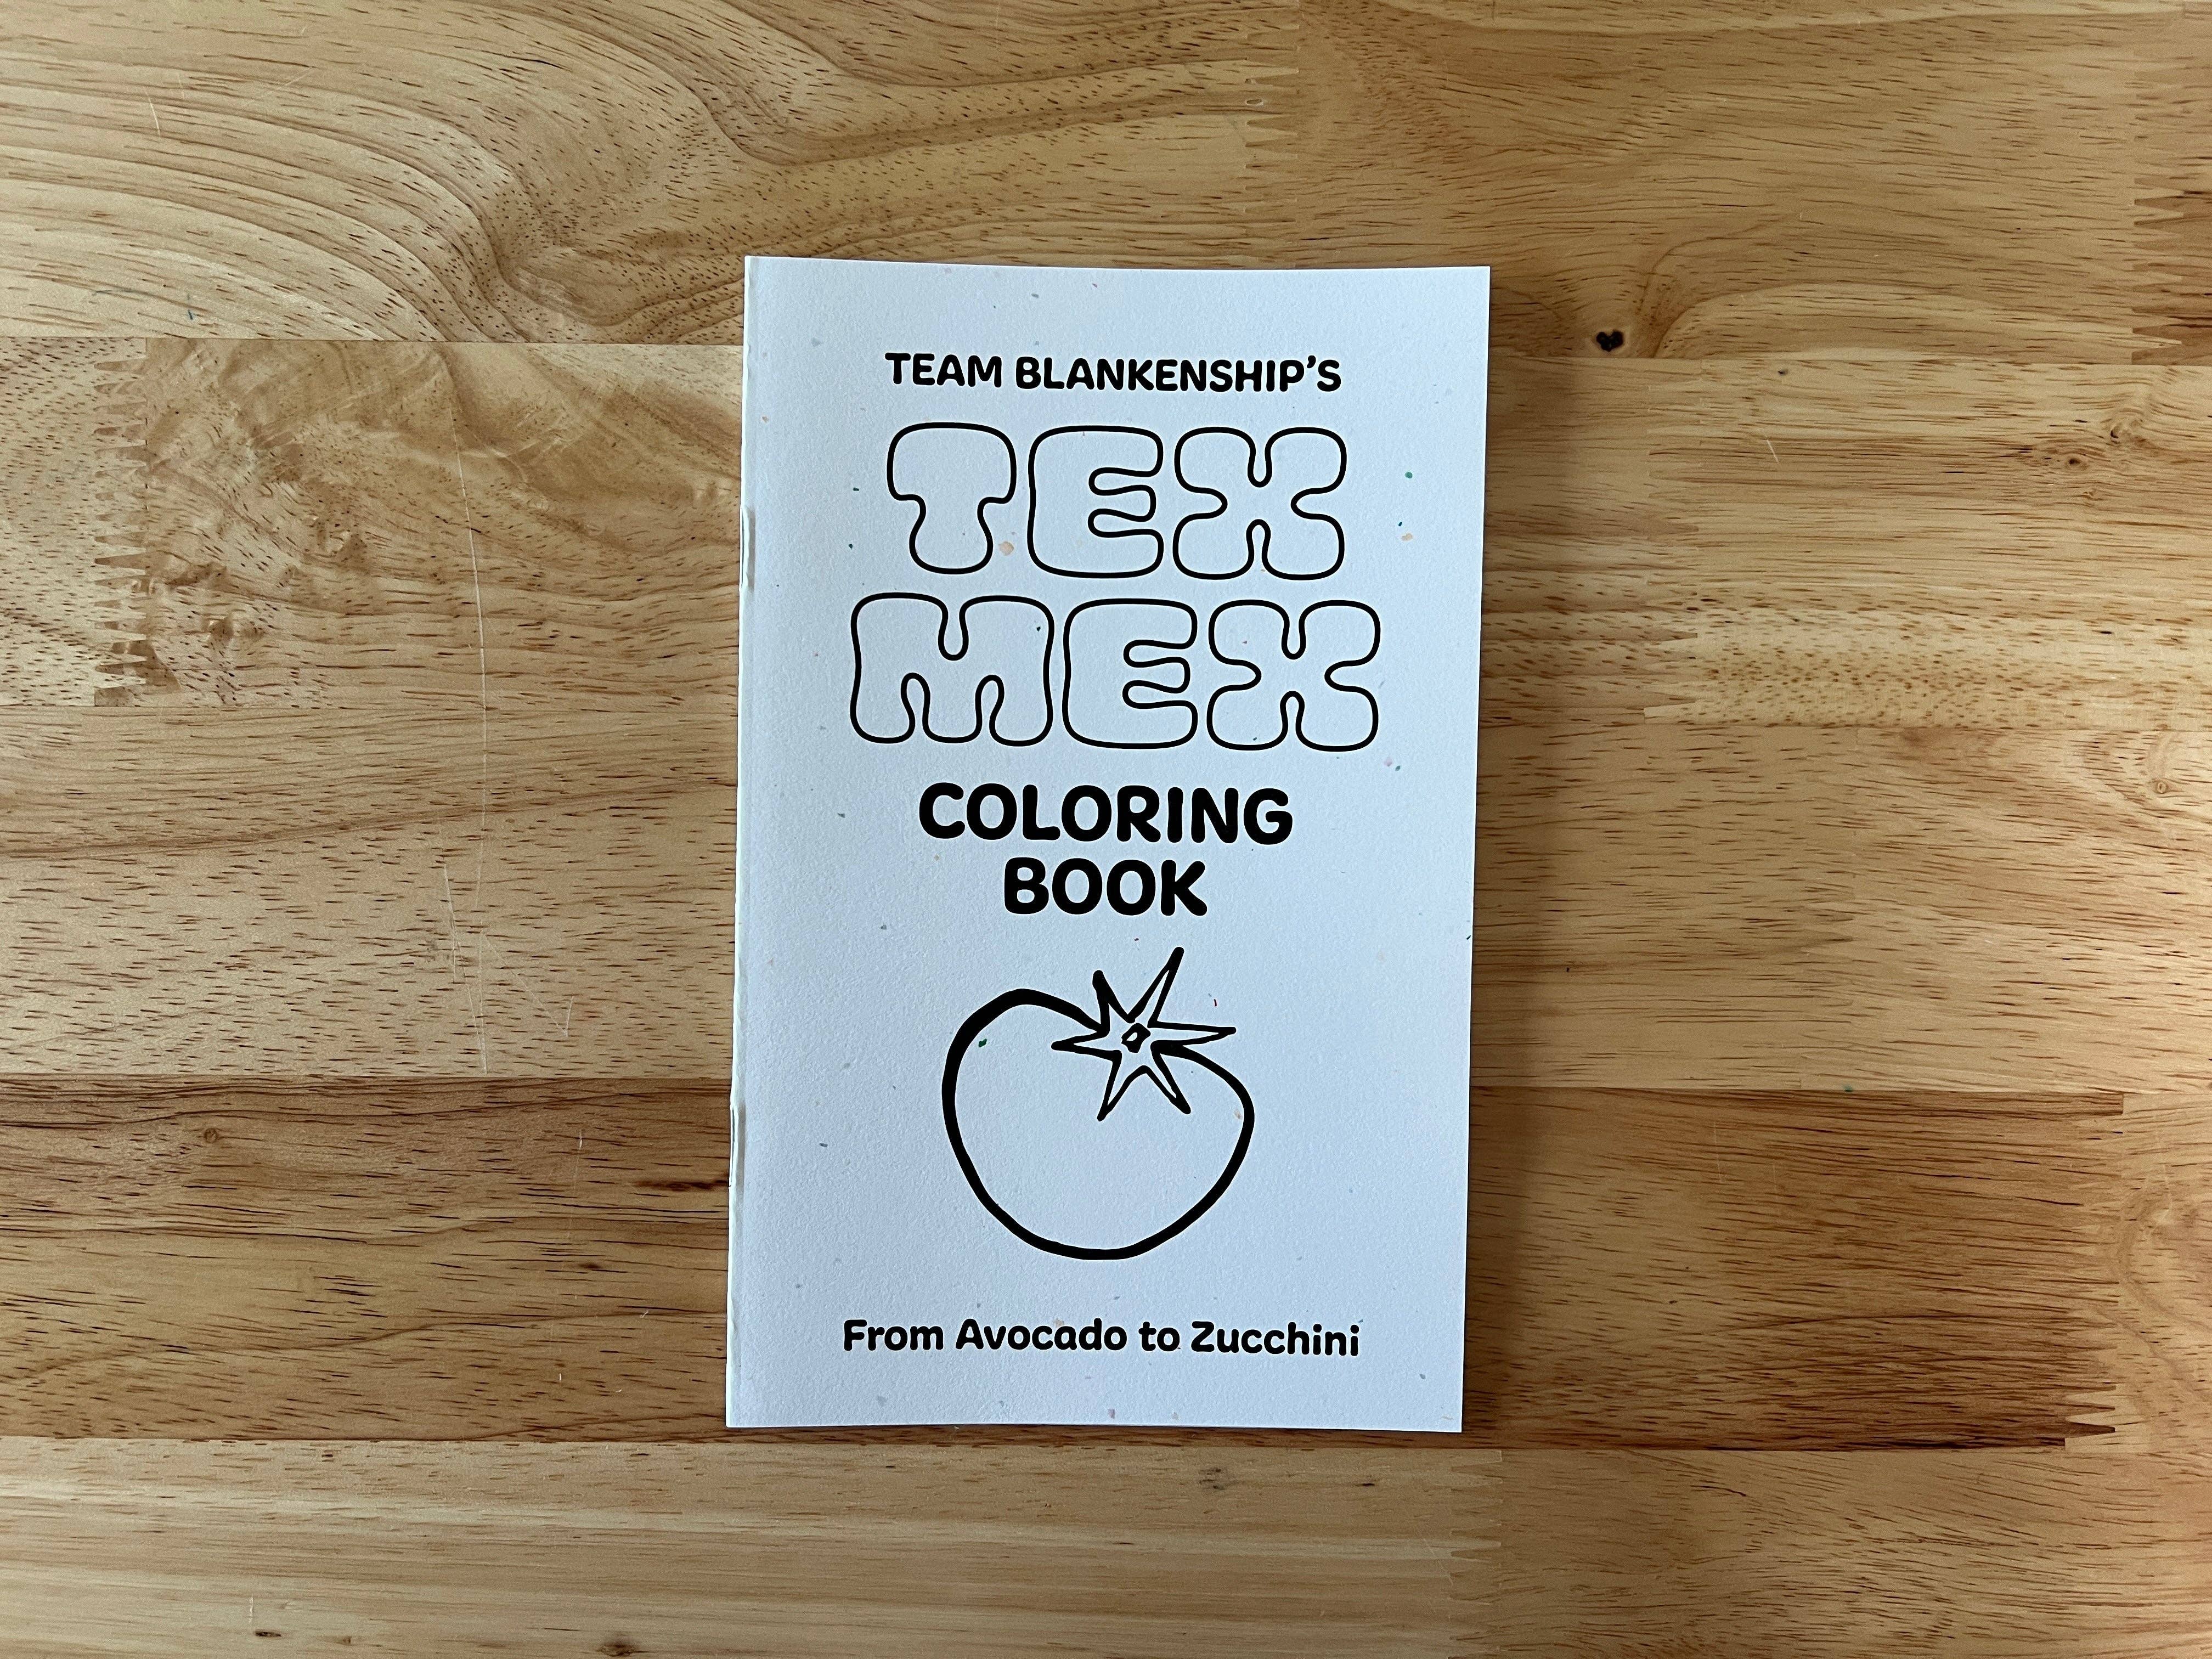 TEAM BLANKENSHIP’S
TEX
MEX
COLORING
BOOK
From Avocado to Zucchini